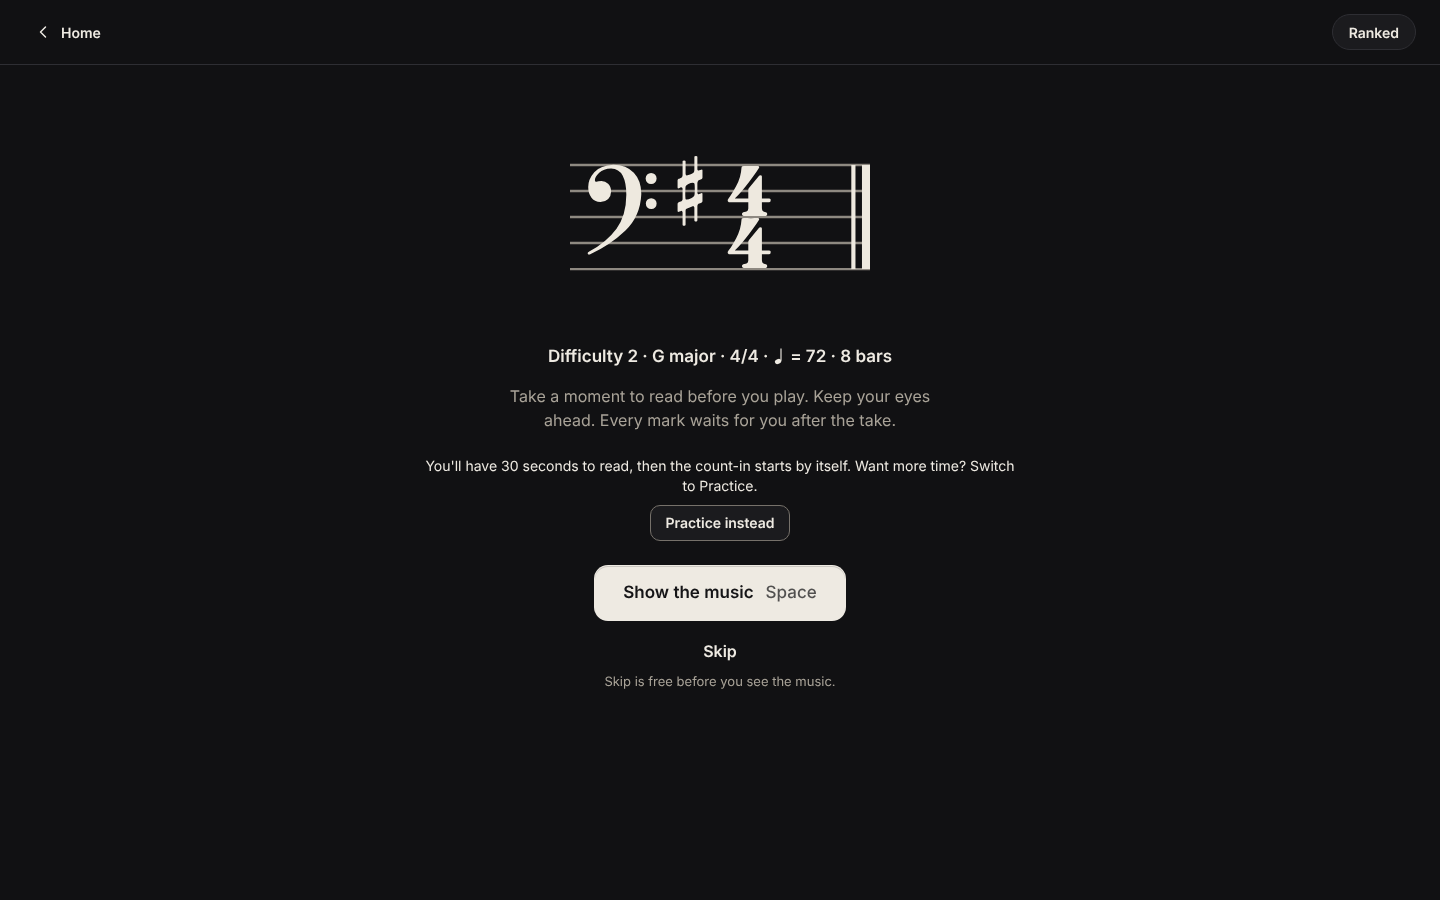 Home
Ranked
4
4
Difficulty 2 · G major · 4/4 · ♩ = 72 · 8 bars
Take a moment to read before you play. Keep your eyes
ahead. Every mark waits for you after the take.
You'll have 30 seconds to read, then the count-in starts by itself. Want more time? Switch
to Practice.
Practice instead
Show the music Space
Skip
Skip is free before you see the music.